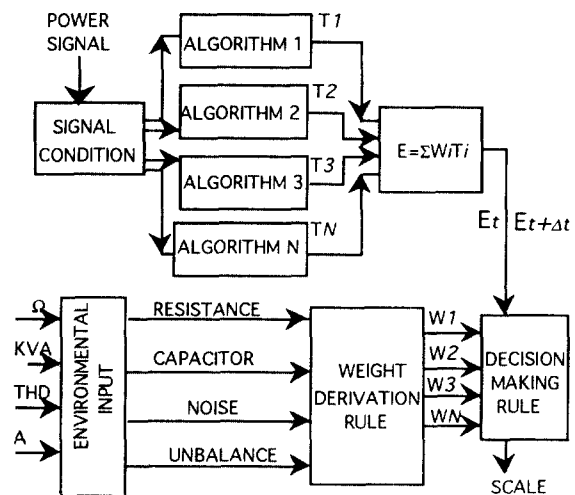 POWER
SIGNAL
SIGNAL
CONDITION
ALGORITHM 1
T1
ALGORITHM 2
T2
ALGORITHM 3
T3
ALGORITHM N
TN
E=ΣWiTi
Et
Et+Δt
Ω
KVA
THD
A
ENVIRONMENTAL
INPUT
RESISTANCE
CAPACITOR
NOISE
UNBALANCE
WEIGHT
DERIVATION
RULE
W1
W2
W3
WN
DECISION
MAKING
RULE
SCALE